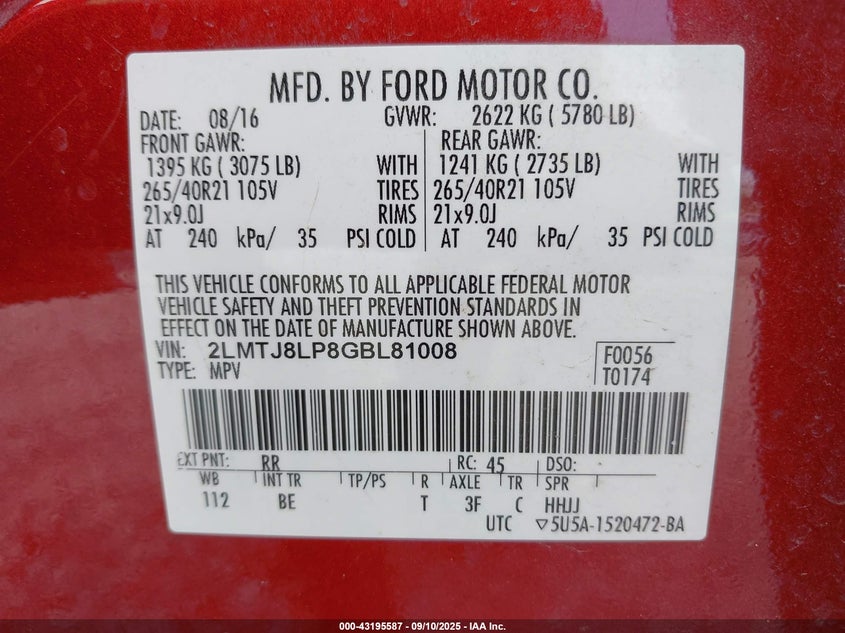 MFD. BY FORD MOTOR CO.
DATE: 08/16 GVWR: 2622 KG ( 5780 LB)
FRONT GAWR: REAR GAWR:
1395 KG ( 3075 LB) WITH 1241 KG ( 2735 LB) WITH
265/40R21 105V TIRES 265/40R21 105V TIRES
21x9.0J RIMS 21x9.0J RIMS
AT 240 kPa/ 35 PSI COLD AT 240 kPa/ 35 PSI COLD
THIS VEHICLE CONFORMS TO ALL APPLICABLE FEDERAL MOTOR
VEHICLE SAFETY AND THEFT PREVENTION STANDARDS IN
EFFECT ON THE DATE OF MANUFACTURE SHOWN ABOVE.
VIN: 2LMTJ8LP8GBL81008 F0056
TYPE: MPV T0174
EXT PNT: RR RC: 45 DSO:
WB INT TR TP/PS R AXLE TR SPR
112 BE T 3F C HHJJ
UTC ▽5U5A-1520472-BA
000-43195587 - 09/10/2025 - IAA Inc.